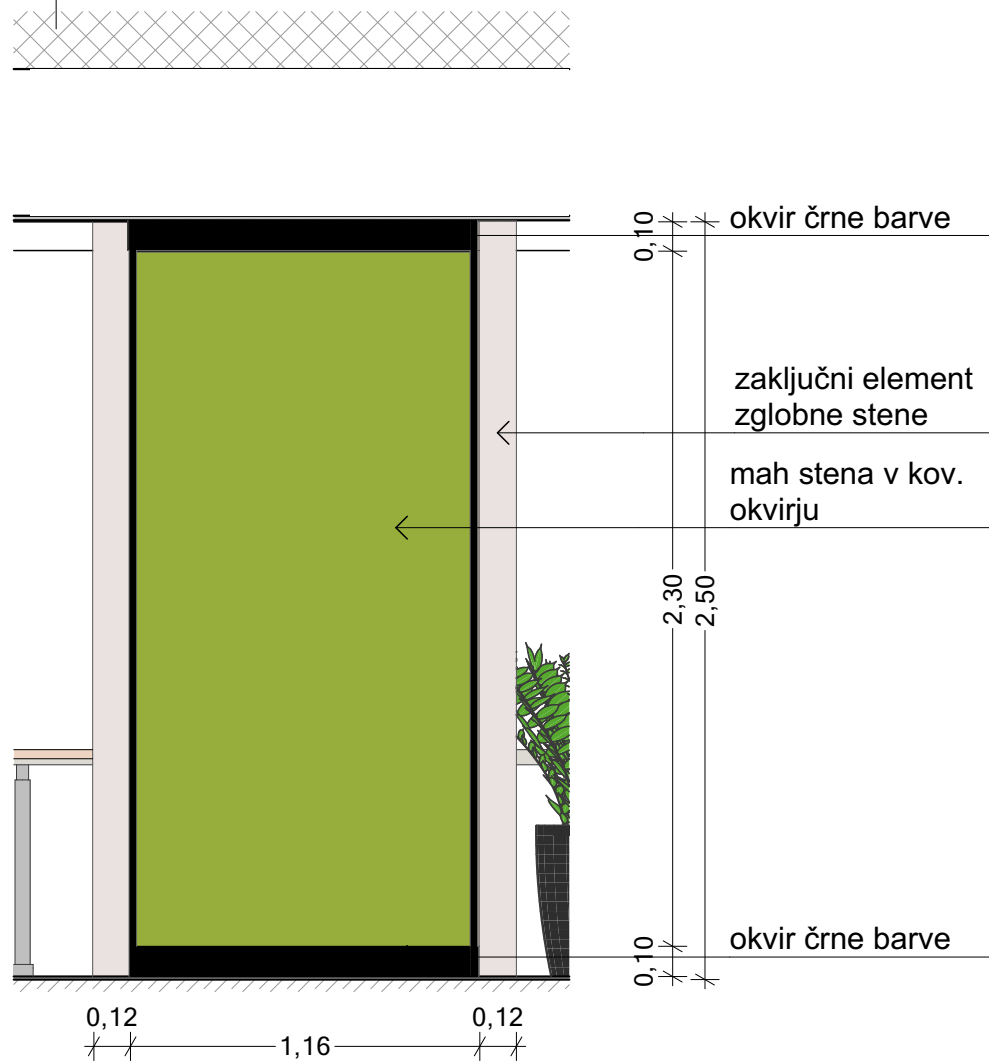 okvir črne barve
0,10
zaključni element
zglobne stene
mah stena v kov.
okvirju
2,30
2,50
okvir črne barve
0,10
0,12
1,16
0,12